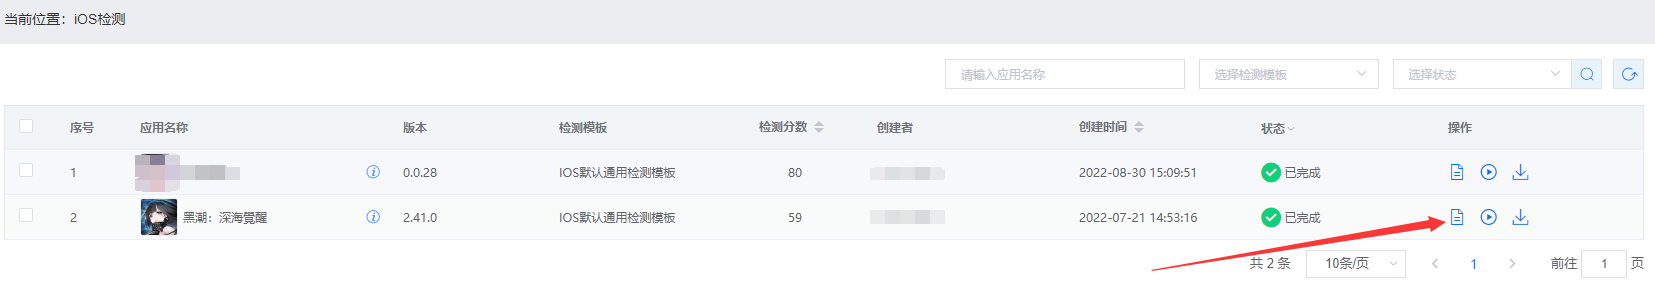 当前位置：iOS检测
请输入应用名称 选择检测模板 选择状态
序号 应用名称 版本 检测模板 检测分数 创建者 创建时间 状态 操作
1 0.0.28 IOS默认通用检测模板 80 2022-08-30 15:09:51 已完成
2 黑潮：深海覺醒 2.41.0 IOS默认通用检测模板 59 2022-07-21 14:53:16 已完成
共 2 条 10条/页 1 前往 1 页